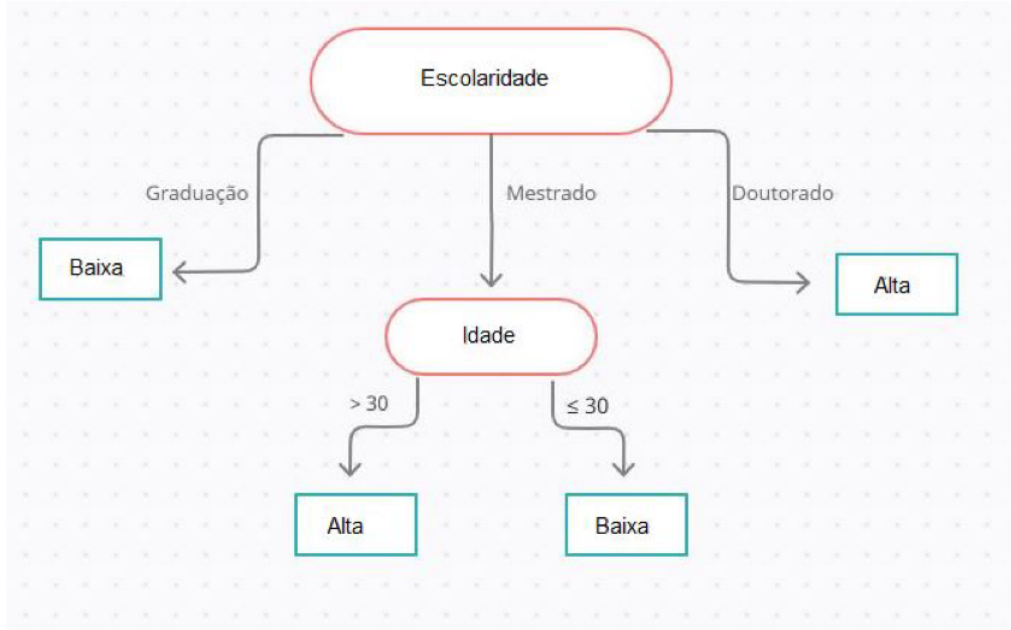 Escolaridade
Graduação
Mestrado
Doutorado
Baixa
Alta
Idade
> 30
≤ 30
Alta
Baixa